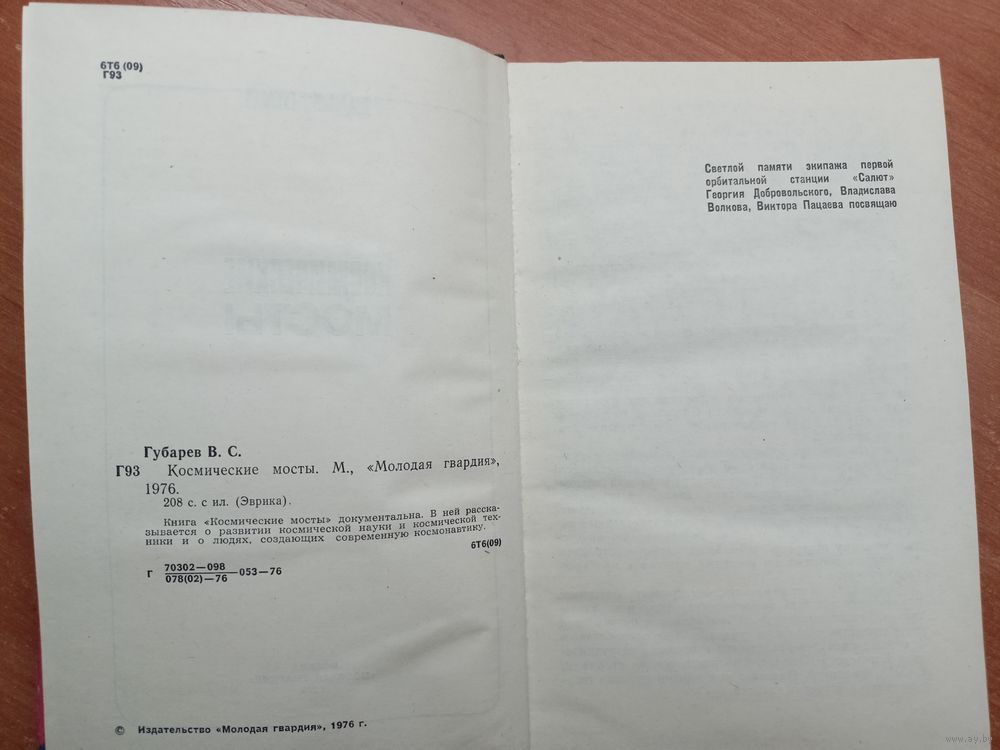 6Т6 (09)
Г93
Губарев В. С.
Г93 Космические мосты. М., «Молодая гвардия»,
1976.
208 с. с ил. (Эврика).
Книга «Космические мосты» документальна. В ней расска-
зывается о развитии космической науки и космической тех-
ники и о людях, создающих современную космонавтику.
6Т6(09)
Г 70302—098
078(02)—76 —053—76
© Издательство «Молодая гвардия», 1976 г.
Светлой памяти экипажа первой
орбитальной станции «Салют»
Георгия Добровольского, Владислава
Волкова, Виктора Пацаева посвящаю
www.ay.by